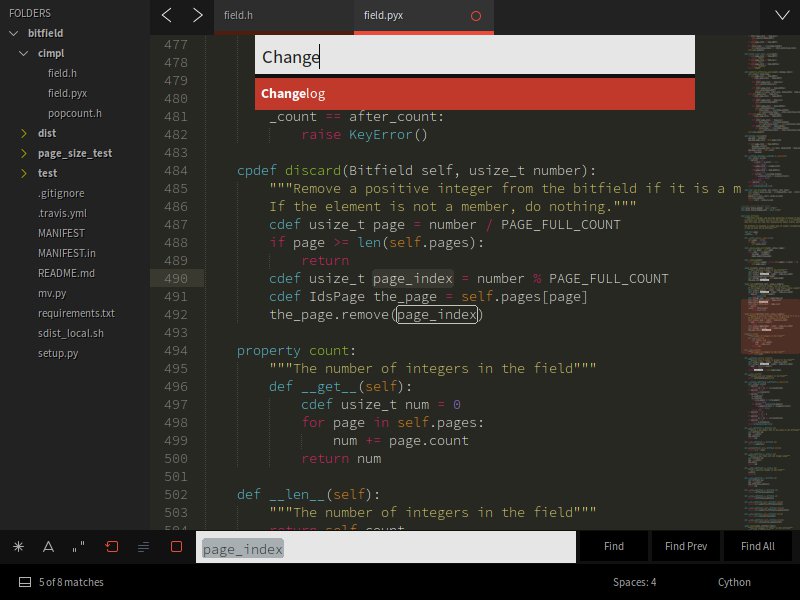 FOLDERS
bitfield
cimpl
field.h
field.pyx
popcount.h
dist
page_size_test
test
.gitignore
.travis.yml
MANIFEST
MANIFEST.in
README.md
mv.py
requirements.txt
sdist_local.sh
setup.py
field.h
field.pyx
Change
Changelog
477
478
479
480
481 _count == after_count:
482 raise KeyError()
483
484 cpdef discard(Bitfield self, usize_t number):
485 """Remove a positive integer from the bitfield if it is a m
486 If the element is not a member, do nothing."""
487 cdef usize_t page = number / PAGE_FULL_COUNT
488 if page >= len(self.pages):
489 return
490 cdef usize_t page_index = number % PAGE_FULL_COUNT
491 cdef IdsPage the_page = self.pages[page]
492 the_page.remove(page_index)
493
494 property count:
495 """The number of integers in the field"""
496 def __get__(self):
497 cdef usize_t num = 0
498 for page in self.pages:
499 num += page.count
500 return num
501
502 def __len__(self):
503 """The number of integers in the field"""
504 return self.count
page_index
Find
Find Prev
Find All
5 of 8 matches
Spaces: 4
Cython